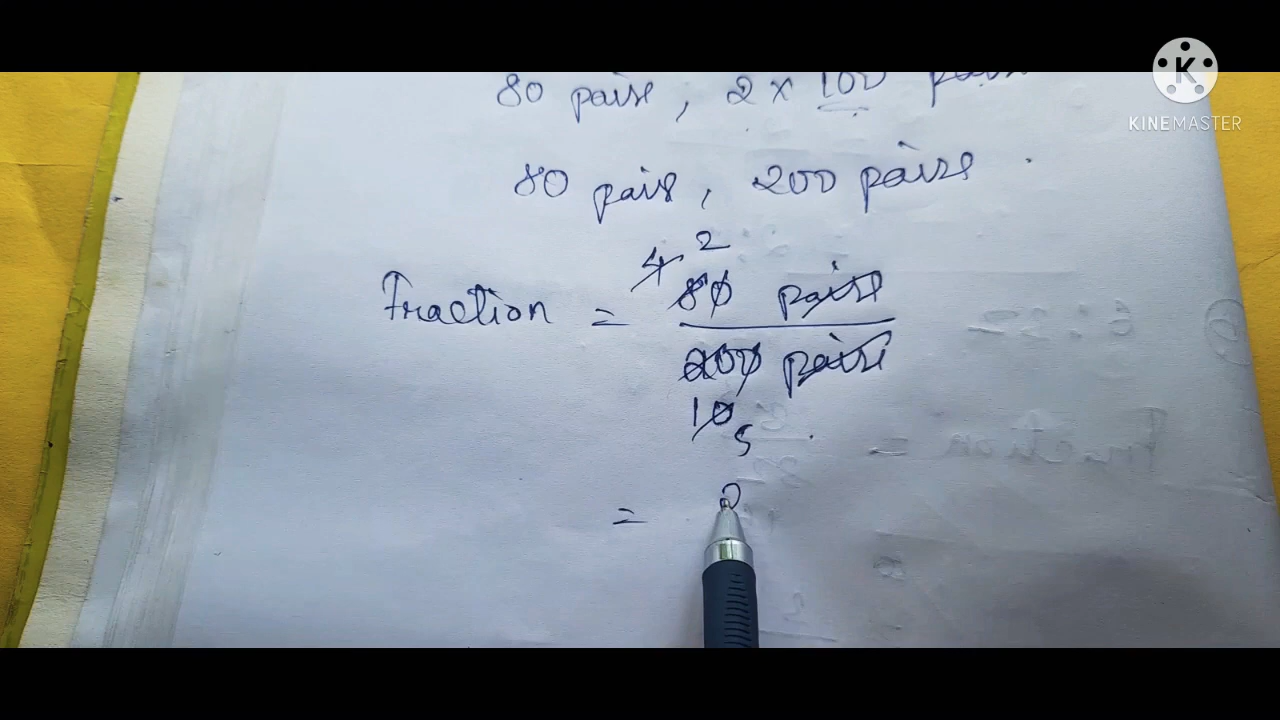 80 paise, 2 x 100 paise
80 paise, 200 paise.
4 2
Fraction = 80 paise
200 paise
10 5
= 2
K
KINEMASTER